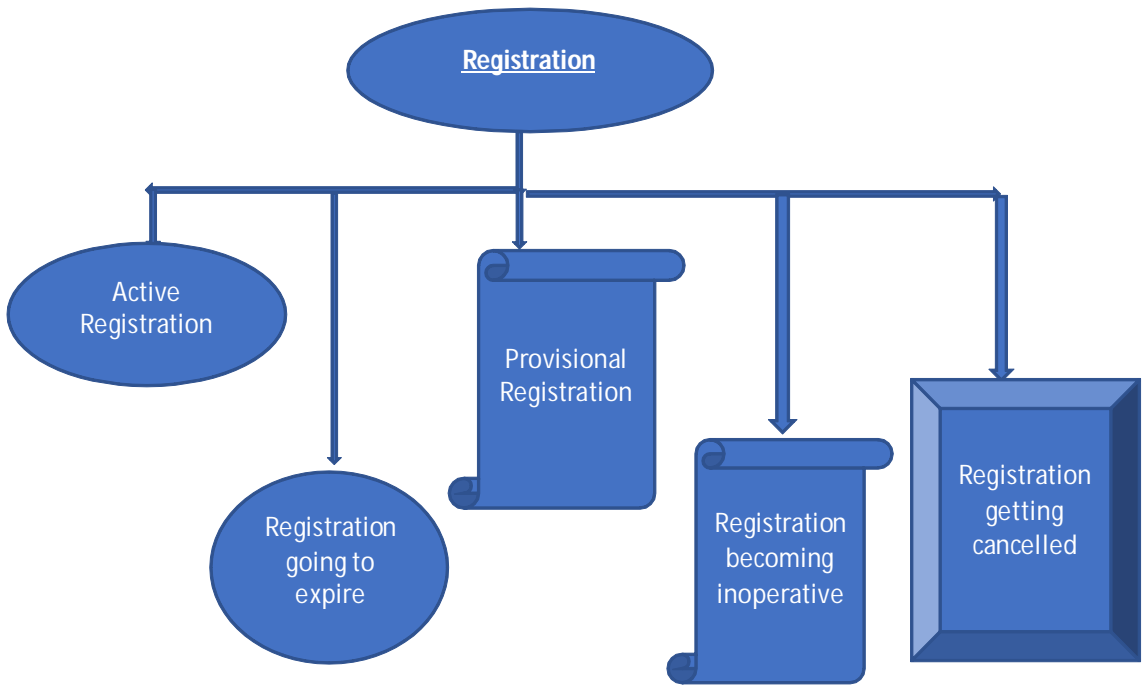 Registration
Active
Registration
Provisional
Registration
Registration
going to
expire
Registration
becoming
inoperative
Registration
getting
cancelled